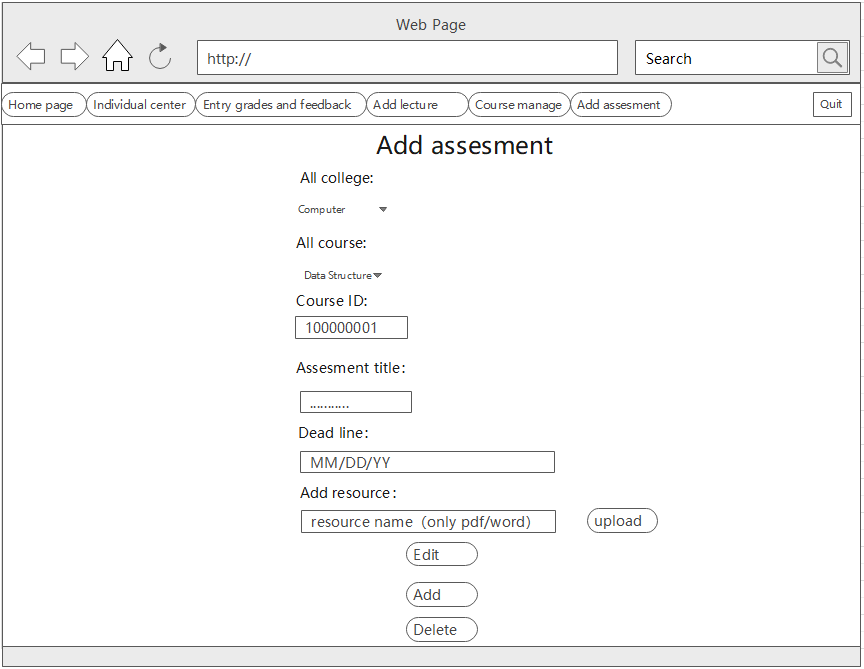 Web Page
http://
Search
Home page Individual center Entry grades and feedback Add lecture Course manage Add assesment Quit
Add assesment
All college:
Computer
All course:
Data Structure
Course ID:
100000001
Assesment title:
...........
Dead line:
MM/DD/YY
Add resource:
resource name (only pdf/word) upload
Edit
Add
Delete